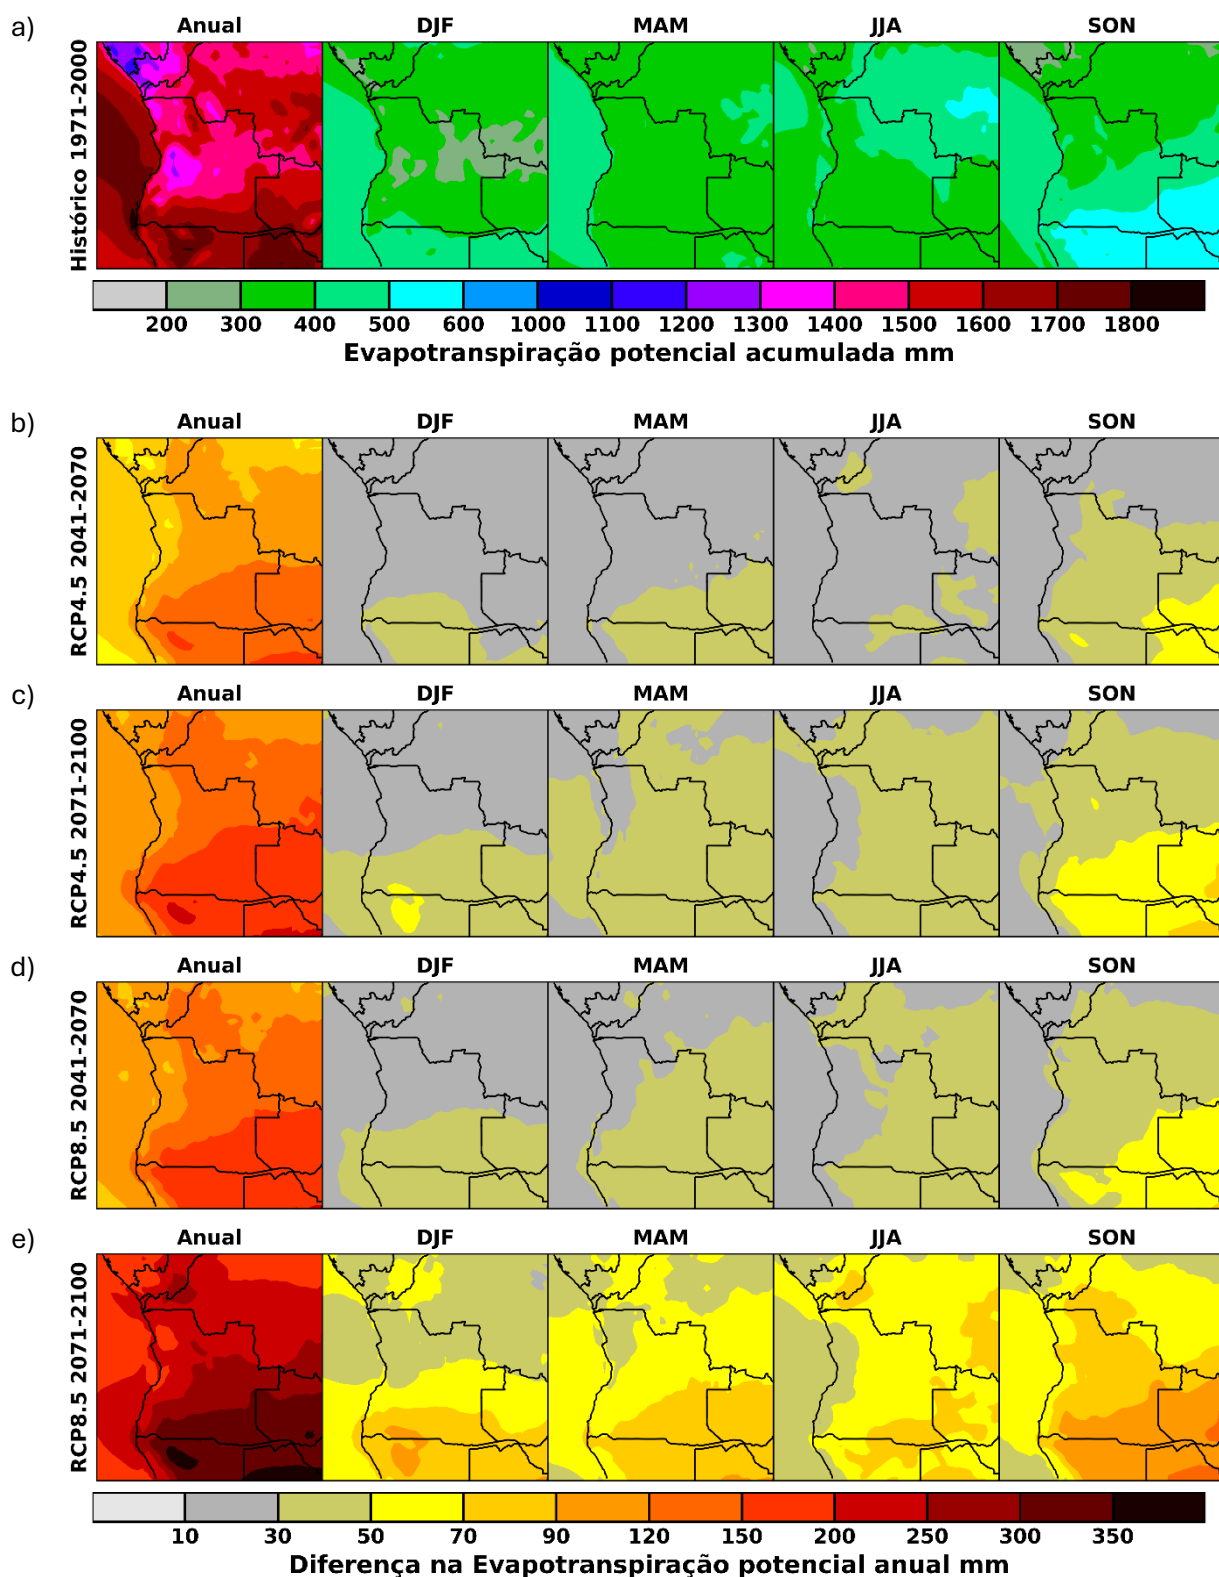 a)
Anual DJF MAM JJA SON
Histórico 1971-2000
200 300 400 500 600 1000 1100 1200 1300 1400 1500 1600 1700 1800
Evapotranspiração potencial acumulada mm
b)
Anual DJF MAM JJA SON
RCP4.5 2041-2070
c)
Anual DJF MAM JJA SON
RCP4.5 2071-2100
d)
Anual DJF MAM JJA SON
RCP8.5 2041-2070
e)
Anual DJF MAM JJA SON
RCP8.5 2071-2100
10 30 50 70 90 120 150 200 250 300 350
Diferença na Evapotranspiração potencial anual mm